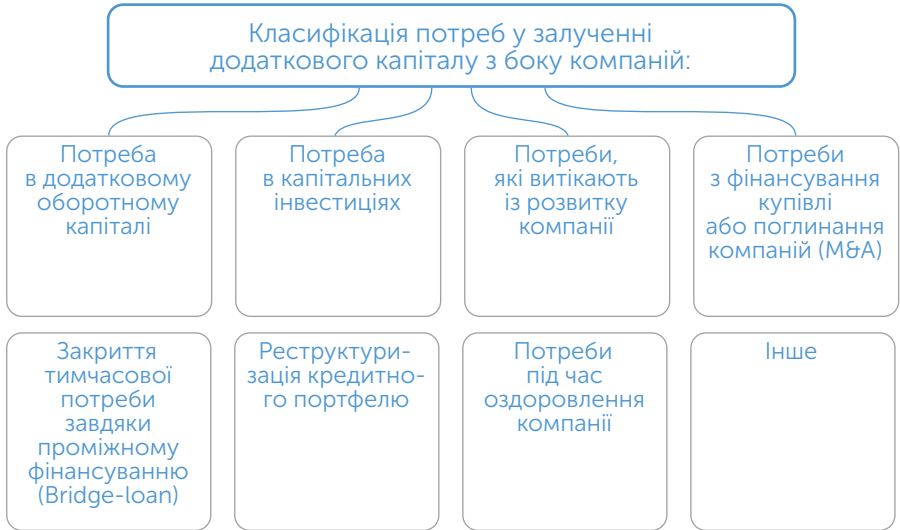 Класифікація потреб у залученні
додаткового капіталу з боку компаній:
Потреба
в додатковому
оборотному
капіталі
Потреба
в капітальних
інвестиціях
Потреби,
які витікають
із розвитку
компанії
Потреби
з фінансування
купівлі
або поглинання
компаній (M&A)
Закриття
тимчасової
потреби
завдяки
проміжному
фінансуванню
(Bridge-loan)
Реструктури-
зація кредитно-
го портфелю
Потреби
під час
оздоровлення
компанії
Інше